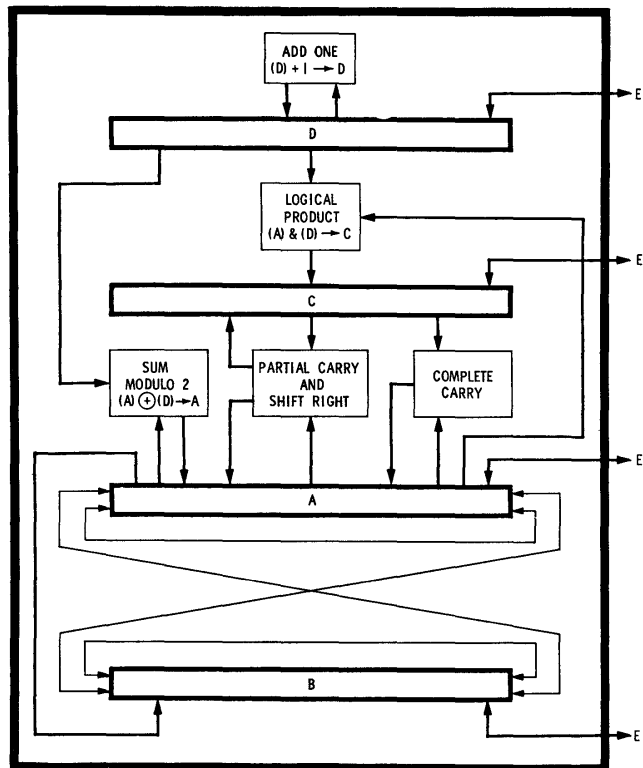 ADD ONE
(D) + 1 → D
E
D
LOGICAL
PRODUCT
(A) & (D) → C
E
C
SUM
MODULO 2
(A) ⊕ (D) → A
PARTIAL CARRY
AND
SHIFT RIGHT
COMPLETE
CARRY
E
A
B
E